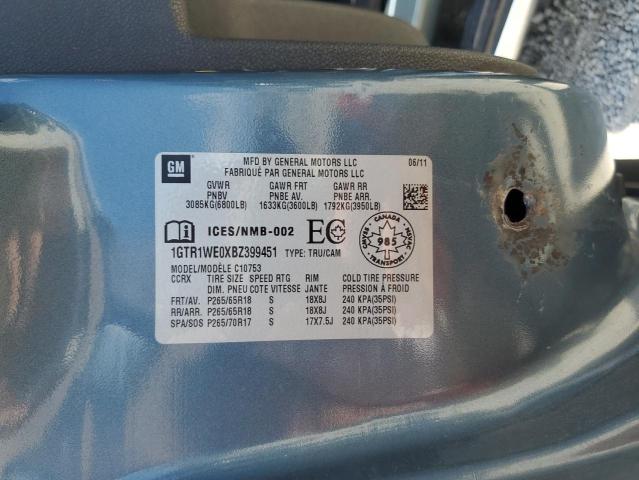 GM
MFD BY GENERAL MOTORS LLC 06/11
FABRIQUÉ PAR GENERAL MOTORS LLC
GVWR GAWR FRT GAWR RR
PNBV PNBE AV. PNBE ARR.
3085KG(6800LB) 1633KG(3600LB) 1792KG(3950LB)
ICES/NMB-002 EC
CANADA
985
TRANSPORT
1GTR1WE0XBZ399451 TYPE: TRU/CAM
MODEL/MODÈLE C10753
CCRX TIRE SIZE SPEED RTG RIM COLD TIRE PRESSURE
DIM. PNEU COTE VITESSE JANTE PRESSION À FROID
FRT/AV. P265/65R18 S 18X8J 240 KPA(35PSI)
RR/ARR. P265/65R18 S 18X8J 240 KPA(35PSI)
SPA/SOS P265/70R17 S 17X7.5J 240 KPA(35PSI)